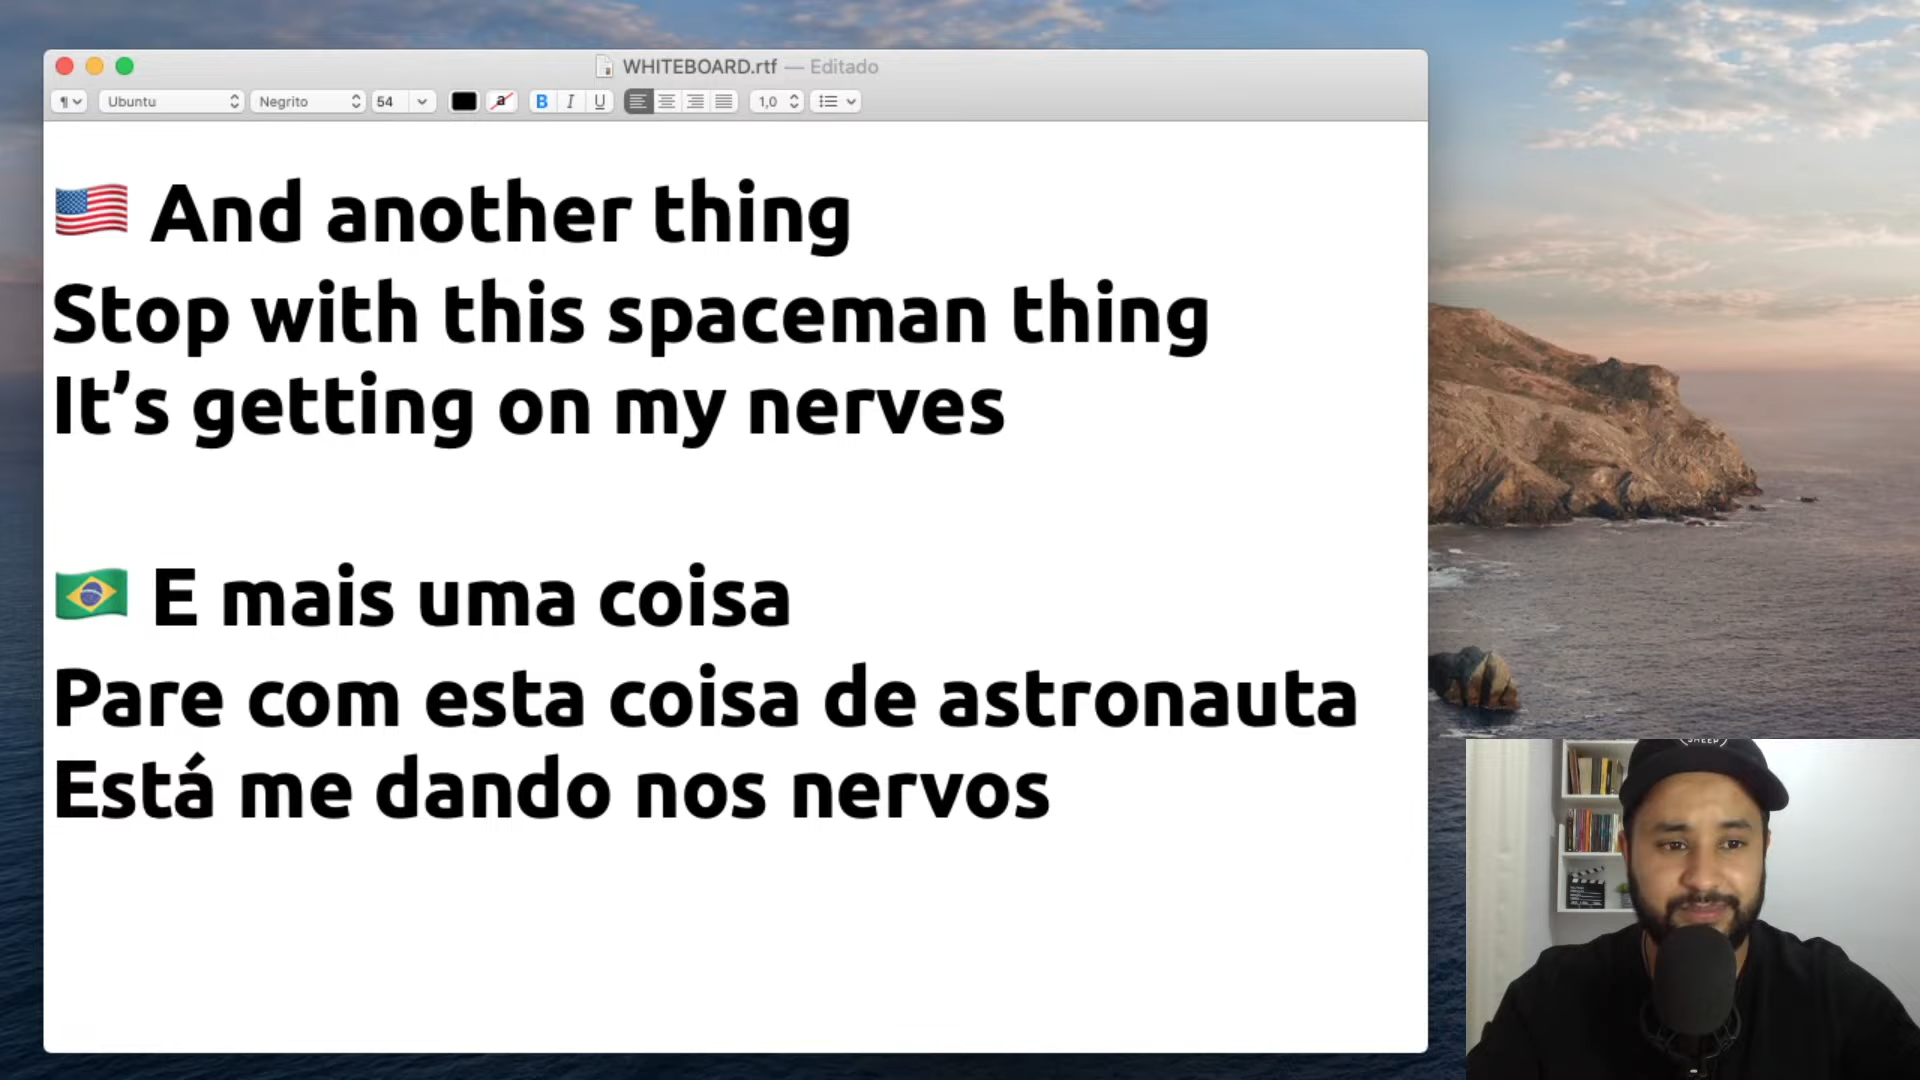 WHITEBOARD.rtf — Editado
Ubuntu Negrito 54 B I U 1,0
🇺🇸 And another thing
Stop with this spaceman thing
It’s getting on my nerves
🇧🇷 E mais uma coisa
Pare com esta coisa de astronauta
Está me dando nos nervos